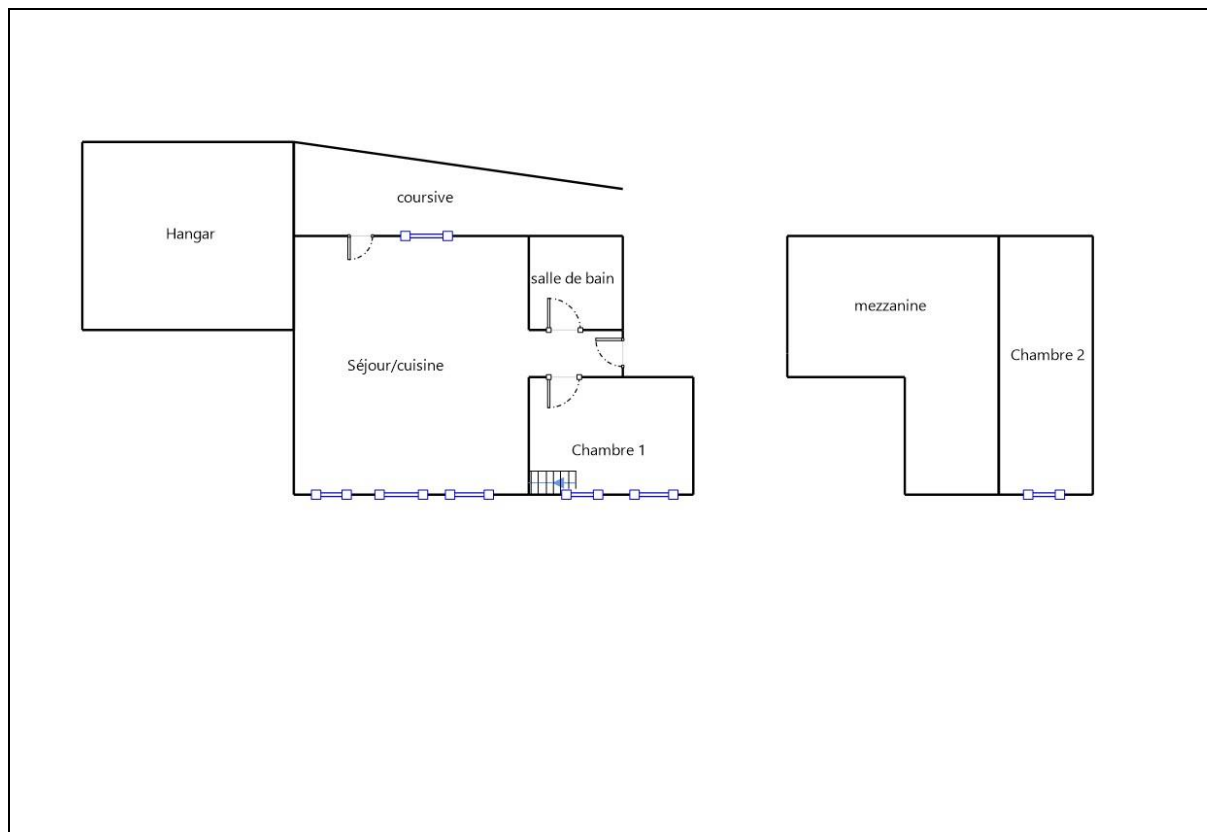 coursive
Hangar
salle de bain
mezzanine
Chambre 2
Séjour/cuisine
Chambre 1